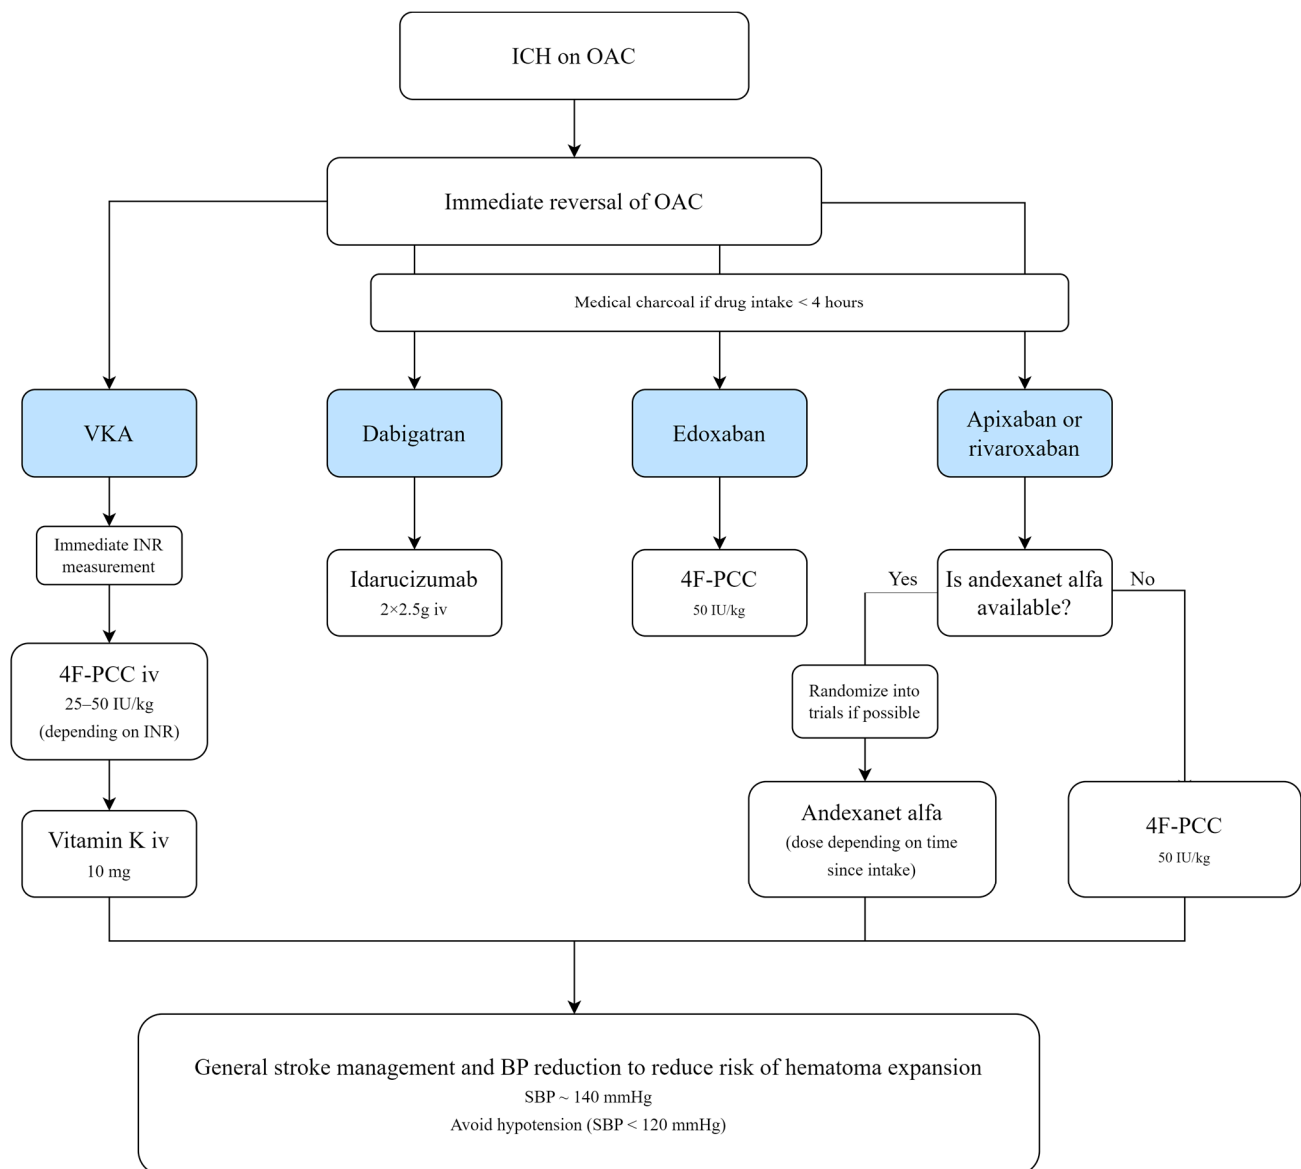 ICH on OAC
Immediate reversal of OAC
Medical charcoal if drug intake < 4 hours
VKA
Dabigatran
Edoxaban
Apixaban or
rivaroxaban
Immediate INR
measurement
Idarucizumab
2×2.5g iv
4F-PCC
50 IU/kg
Is andexanet alfa
available?
Yes
No
4F-PCC iv
25–50 IU/kg
(depending on INR)
Randomize into
trials if possible
Vitamin K iv
10 mg
Andexanet alfa
(dose depending on time
since intake)
4F-PCC
50 IU/kg
General stroke management and BP reduction to reduce risk of hematoma expansion
SBP ~ 140 mmHg
Avoid hypotension (SBP < 120 mmHg)